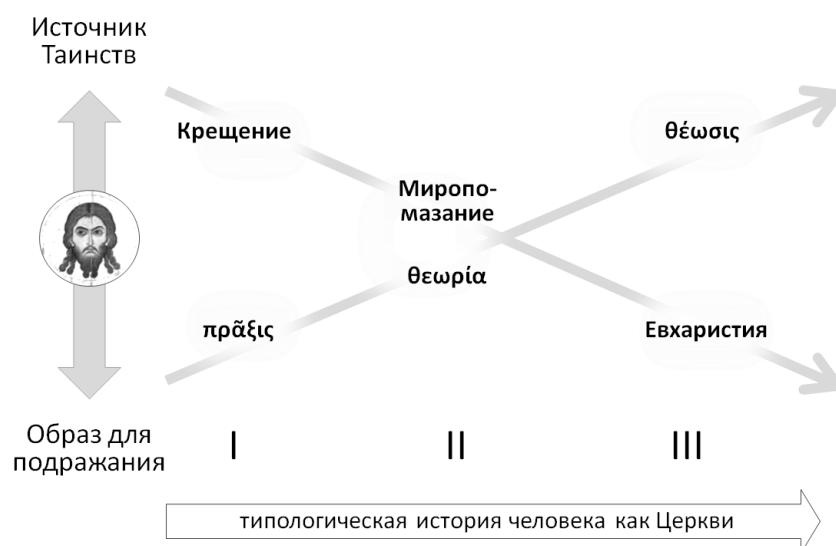 Источник
Таинств
Крещение
θέωσις
Миропо-
мазание
θεωρία
πρᾶξις
Евхаристия
Образ для
подражания
I
II
III
типологическая история человека как Церкви